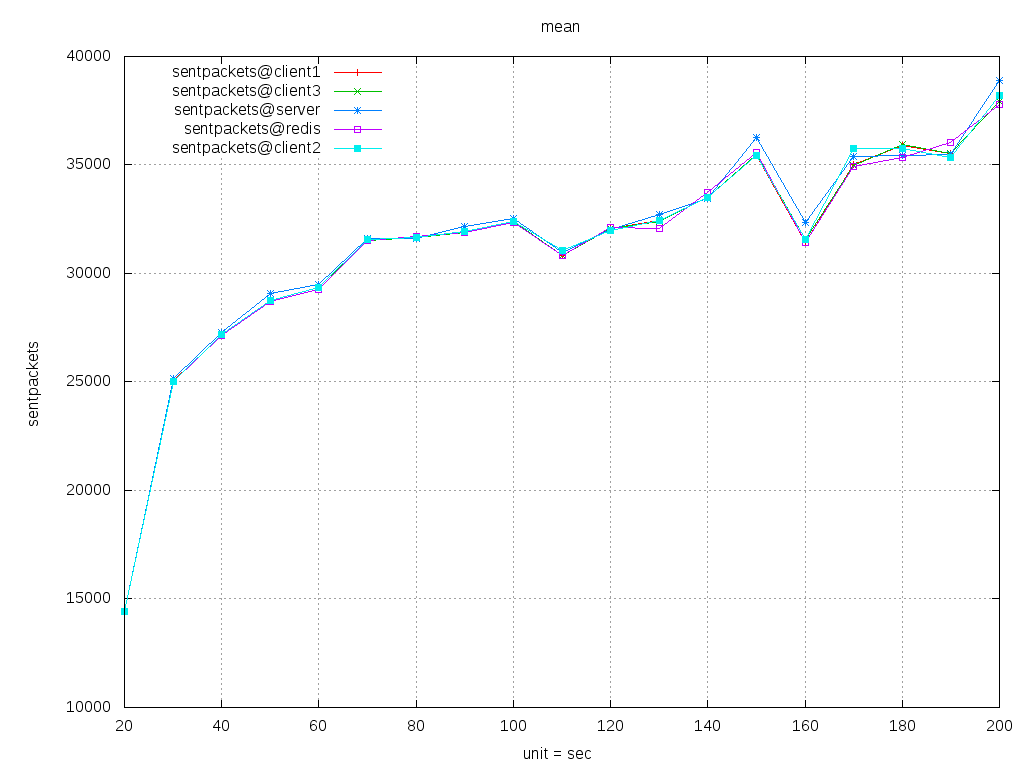 mean
40000
35000
30000
25000
20000
15000
10000
sentpackets
sentpackets@client1
sentpackets@client3
sentpackets@server
sentpackets@redis
sentpackets@client2
20 40 60 80 100 120 140 160 180 200
unit = sec